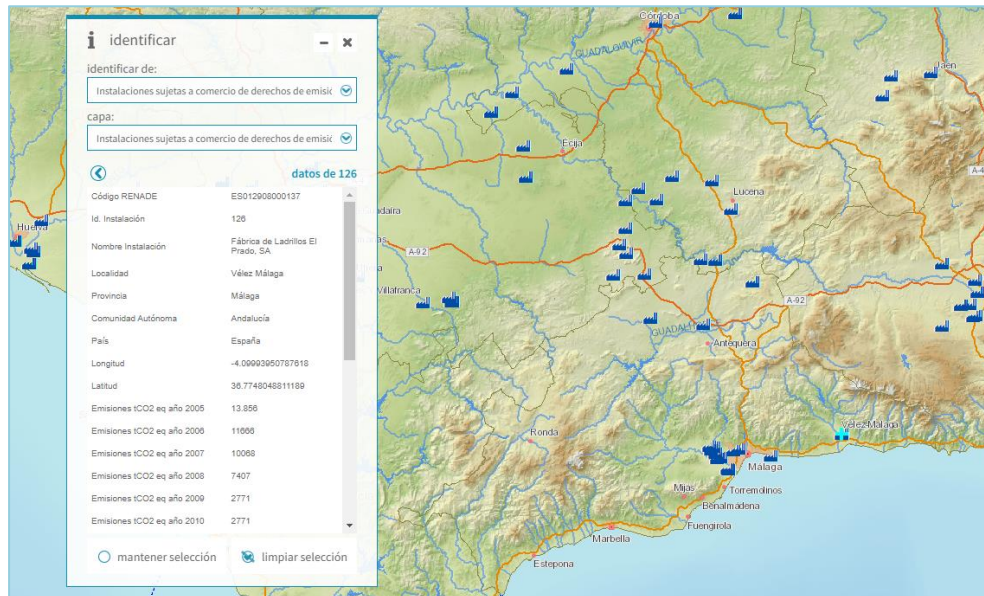 identificar
identificar de:
Instalaciones sujetas a comercio de derechos de emisió
capa:
Instalaciones sujetas a comercio de derechos de emisió
datos de 126
Código RENADE ES012908000137
Id. Instalación 126
Nombre Instalación Fábrica de Ladrillos El
Prado, SA
Localidad Vélez Málaga
Provincia Málaga
Comunidad Autónoma Andalucía
País España
Longitud -4.09993950787618
Latitud 36.7748048811189
Emisiones tCO2 eq año 2005 13.856
Emisiones tCO2 eq año 2006 11666
Emisiones tCO2 eq año 2007 10068
Emisiones tCO2 eq año 2008 7407
Emisiones tCO2 eq año 2009 2771
Emisiones tCO2 eq año 2010 2771
mantener selección
limpiar selección
Córdoba
GUADALQUIVIR
Jaén
Écija
A-4
Lucena
Huelva
A-92
Villafranca
A-92
Antequera
Ronda
Vélez-Málaga
Málaga
Mijas
Torremolinos
Benalmádena
Fuengirola
Marbella
Estepona